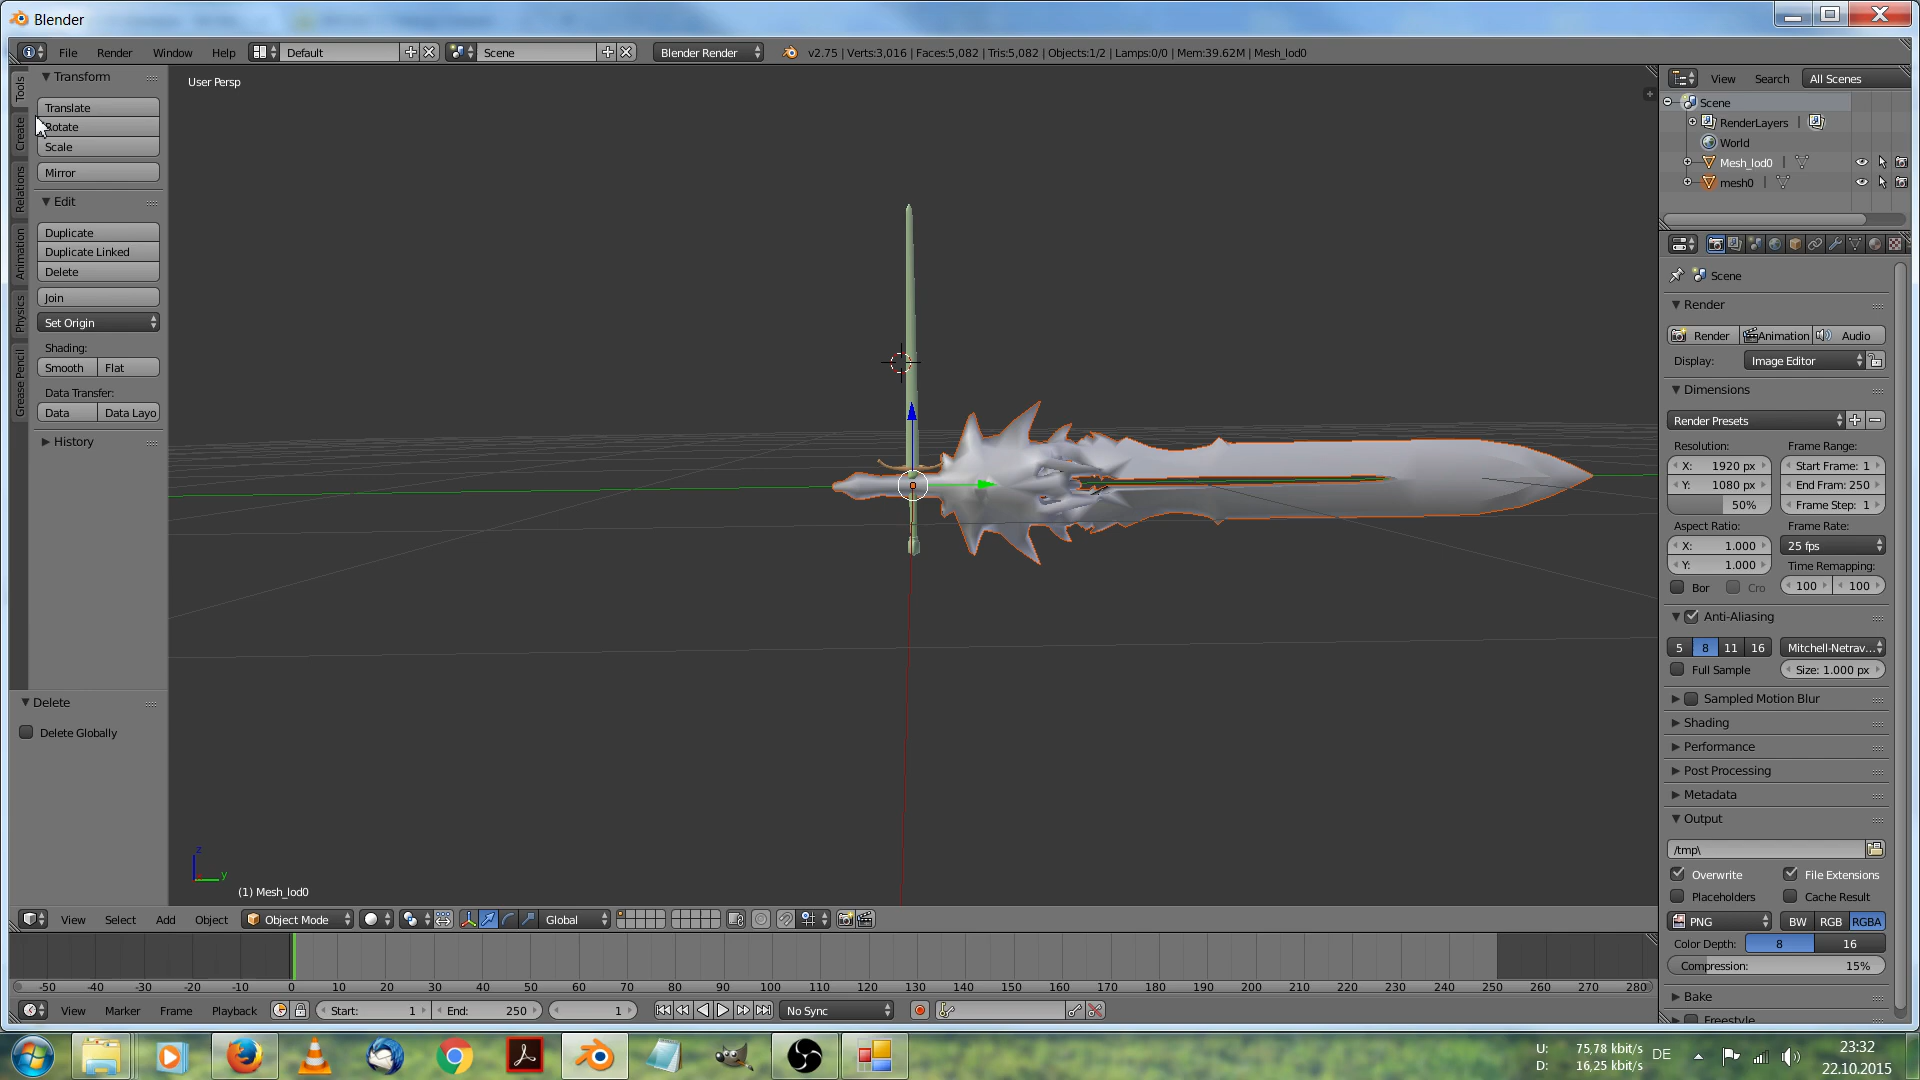 Blender
File Render Window Help Default Scene Blender Render v2.75 | Verts:3,016 | Faces:5,082 | Tris:5,082 | Objects:1/2 | Lamps:0/0 | Mem:39.62M | Mesh_lod0
Tools
Create
Relations
Animation
Physics
Grease Pencil
Transform
Translate
Rotate
Scale
Mirror
Edit
Duplicate
Duplicate Linked
Delete
Join
Set Origin
Shading:
Smooth Flat
Data Transfer:
Data Data Layo
History
Delete
Delete Globally
User Persp
z
y
(1) Mesh_lod0
View Search All Scenes
Scene
RenderLayers |
World
Mesh_lod0 |
mesh0 |
Scene
Render
Render Animation Audio
Display: Image Editor
Dimensions
Render Presets
Resolution: Frame Range:
X: 1920 px Start Frame: 1
Y: 1080 px End Fram: 250
50% Frame Step: 1
Aspect Ratio: Frame Rate:
X: 1.000 25 fps
Y: 1.000 Time Remapping:
Bor Cro 100 100
Anti-Aliasing
5 8 11 16 Mitchell-Netrav...
Full Sample Size: 1.000 px
Sampled Motion Blur
Shading
Performance
Post Processing
Metadata
Output
/tmp\
Overwrite File Extensions
Placeholders Cache Result
PNG BW RGB RGBA
Color Depth: 8 16
Compression: 15%
Bake
Freestyle
View Select Add Object Object Mode Global
-50 -40 -30 -20 -10 0 10 20 30 40 50 60 70 80 90 100 110 120 130 140 150 160 170 180 190 200 210 220 230 240 250 260 270 280
View Marker Frame Playback Start: 1 End: 250 1 No Sync
U: 75,78 kbit/s DE 23:32
D: 16,25 kbit/s 22.10.2015